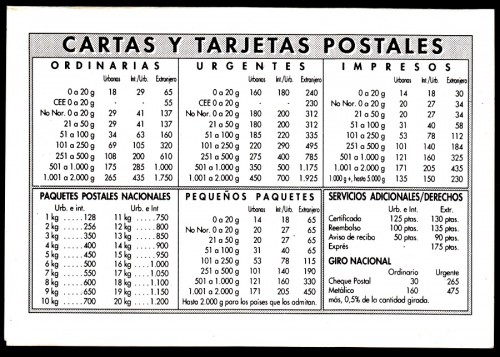 CARTAS Y TARJETAS POSTALES
ORDINARIAS
Urbanas Int./Urb. Extranjero
0 a 20 g 18 29 65
CEE 0 a 20 g · · 55
No Nor. 0 a 20 g 29 41 137
21 a 50 g 29 41 137
51 a 100 g 34 63 160
101 a 250 g 69 105 320
251 a 500 g 108 200 610
501 a 1.000 g 175 285 1.000
1.001 a 2.000 g 265 435 1.750
URGENTES
Urbanas Int./Urb. Extranjero
0 a 20 g 160 180 240
CEE 0 a 20 g · · 230
No Nor. 0 a 20 g 180 200 312
21 a 50 g 180 200 312
51 a 100 g 185 220 335
101 a 250 g 220 290 495
251 a 500 g 275 400 785
501 a 1.000 g 350 500 1.175
1.001 a 2.000 g 450 700 1.925
IMPRESOS
Urbanas Int./Urb. Extranjero
0 a 20 g 14 18 30
No Nor. 0 a 20 g 20 27 34
21 a 50 g 20 27 34
51 a 100 g 31 40 58
101 a 250 g 53 78 112
251 a 500 g 101 140 184
501 a 1.000 g 121 160 325
1.001 a 2.000 g 171 205 435
1.000 g +, hasta 5.000 g 135 150 230
PAQUETES POSTALES NACIONALES
Urb. e int. Urb. e Int
1 kg ...... 128 11 kg ...... 750
2 kg ...... 256 12 kg ...... 800
3 kg ...... 350 13 kg ...... 850
4 kg ...... 400 14 kg ...... 900
5 kg ...... 450 15 kg ...... 950
6 kg ...... 500 16 kg ... 1.000
7 kg ...... 550 17 kg ... 1.050
8 kg ...... 600 18 kg ... 1.100
9 kg ...... 650 19 kg ... 1.150
10 kg ...... 700 20 kg ... 1.200
PEQUEÑOS PAQUETES
Urbanas Int./Urb. Extranjero
0 a 20 g 14 18 65
No Nor. 0 a 20 g 20 27 65
21 a 50 g 20 27 65
51 a 100 g 31 40 65
101 a 250 g 53 78 115
251 a 500 g 101 140 190
501 a 1.000 g 121 160 330
1.001 a 2.000 g 171 205 450
Hasta 2.000 g para los paises que los admitan.
SERVICIOS ADICIONALES/DERECHOS
Urb. e Int. Extr.
Certificado 125 ptas. 130 ptas.
Reembolso 100 ptas. 135 ptas.
Aviso de recibo 50 ptas. 90 ptas.
Exprés · 175 ptas.
GIRO NACIONAL
Ordinario Urgente
Cheque Postal 30 265
Metálico 160 475
más, 0,5% de la cantidad girada.